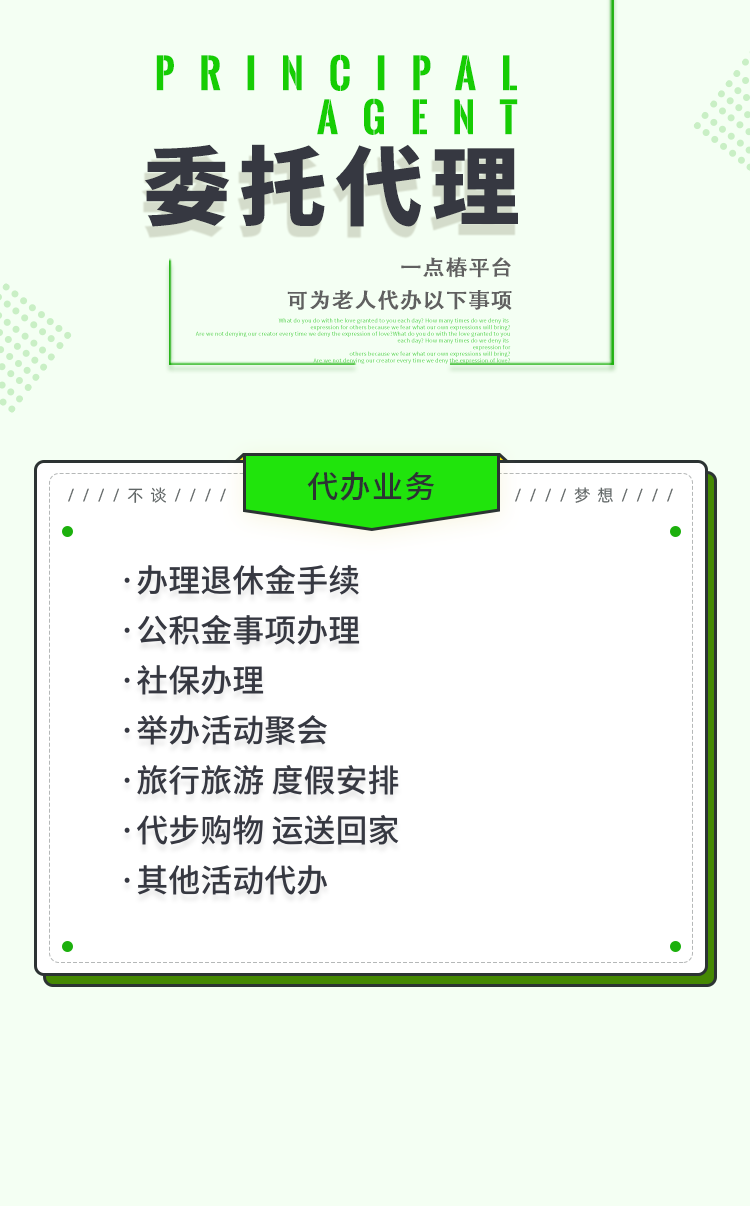 PRINCIPAL
AGENT
委托代理
一点椿平台
可为老人代办以下事项
What do you do with the love granted to you each day? How many times do we deny its
expression for others because we fear what our own expressions will bring?
Are we not denying our creator every time we deny the expression of love? What do you do with the love granted to you
each day? How many times do we deny its
expression for
others because we fear what our own expressions will bring?
Are we not denying our creator every time we deny the expression of love?
////不谈////
代办业务
////梦想////
·办理退休金手续
·公积金事项办理
·社保办理
·举办活动聚会
·旅行旅游 度假安排
·代步购物 运送回家
·其他活动代办